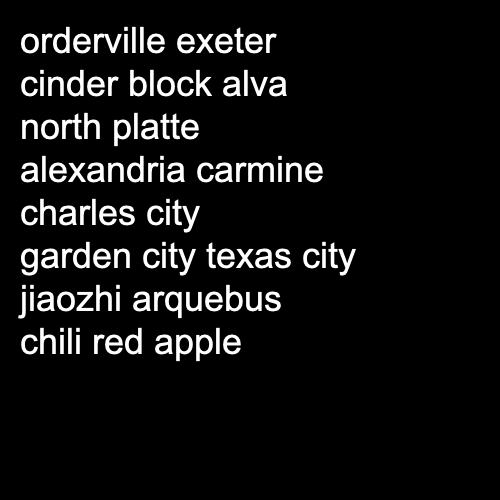 orderville exeter
cinder block alva
north platte
alexandria carmine
charles city
garden city texas city
jiaozhi arquebus
chili red apple